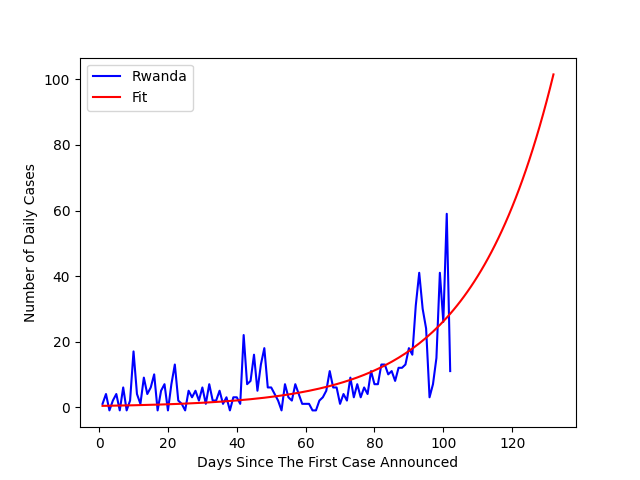 Rwanda
Fit
100
80
60
40
20
0
Number of Daily Cases
0 20 40 60 80 100 120
Days Since The First Case Announced